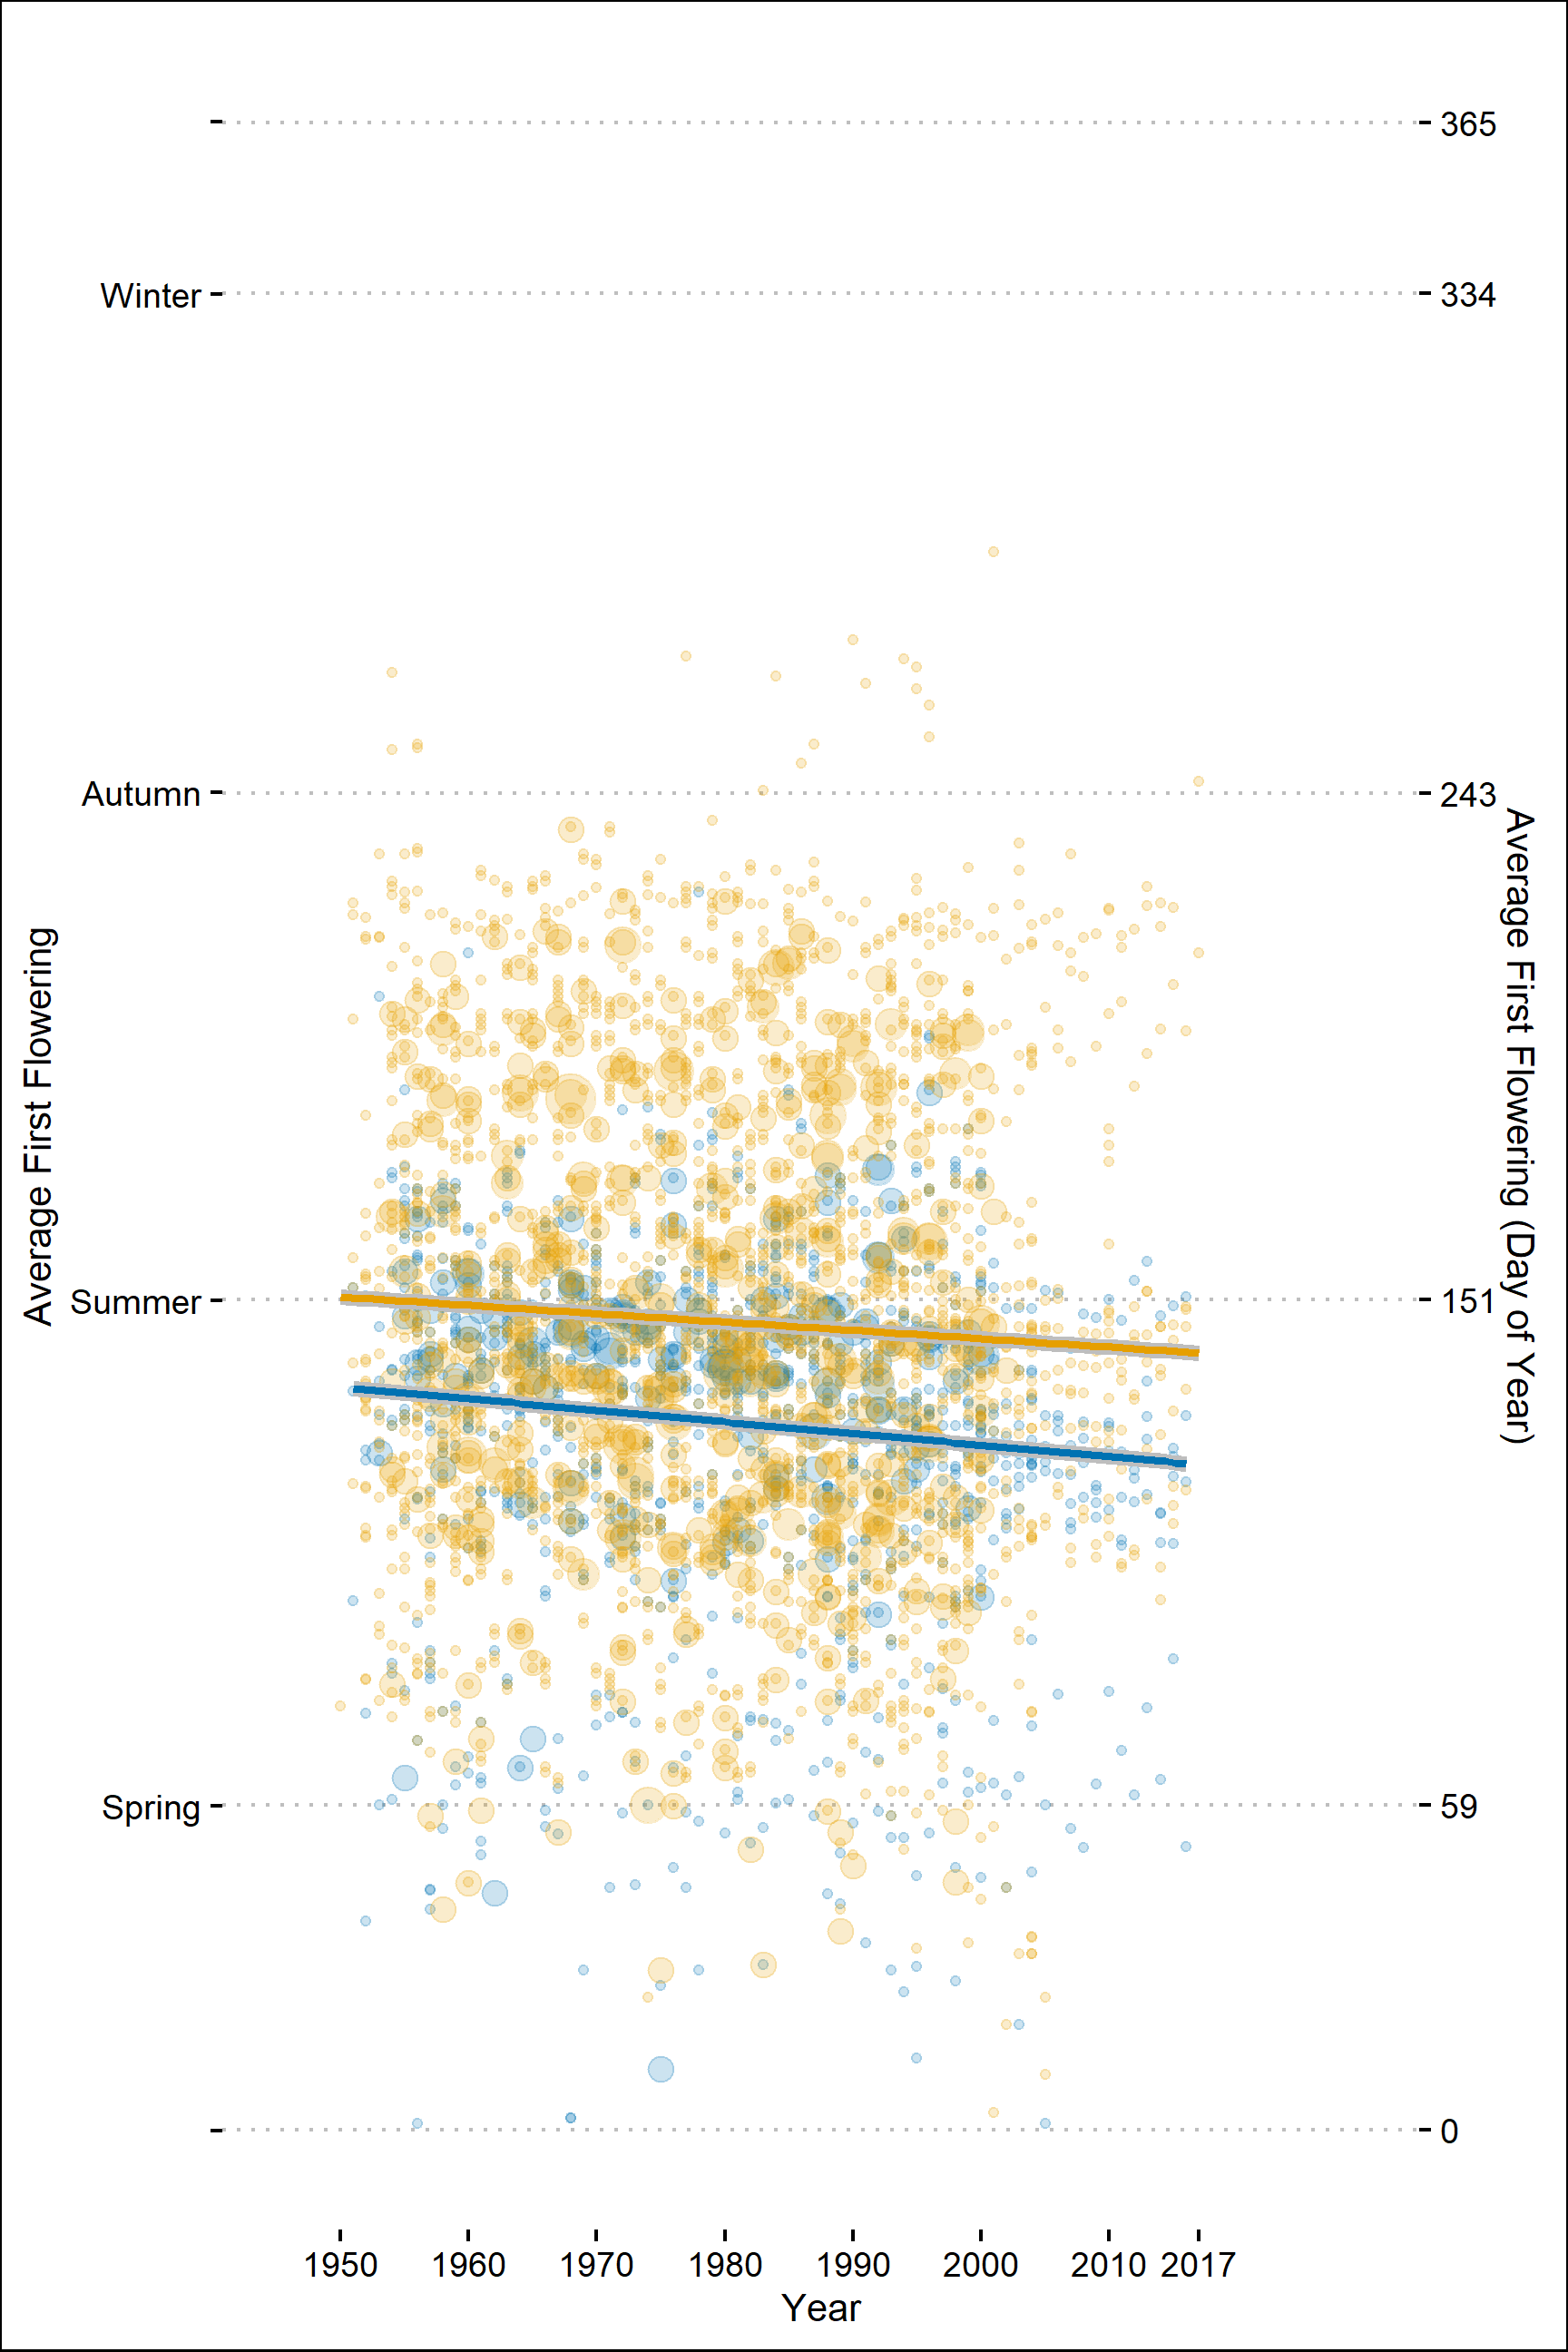 365
Winter
334
Autumn
243
Average First Flowering
Average First Flowering (Day of Year)
Summer
151
Spring
59
0
1950 1960 1970 1980 1990 2000 2010 2017
Year